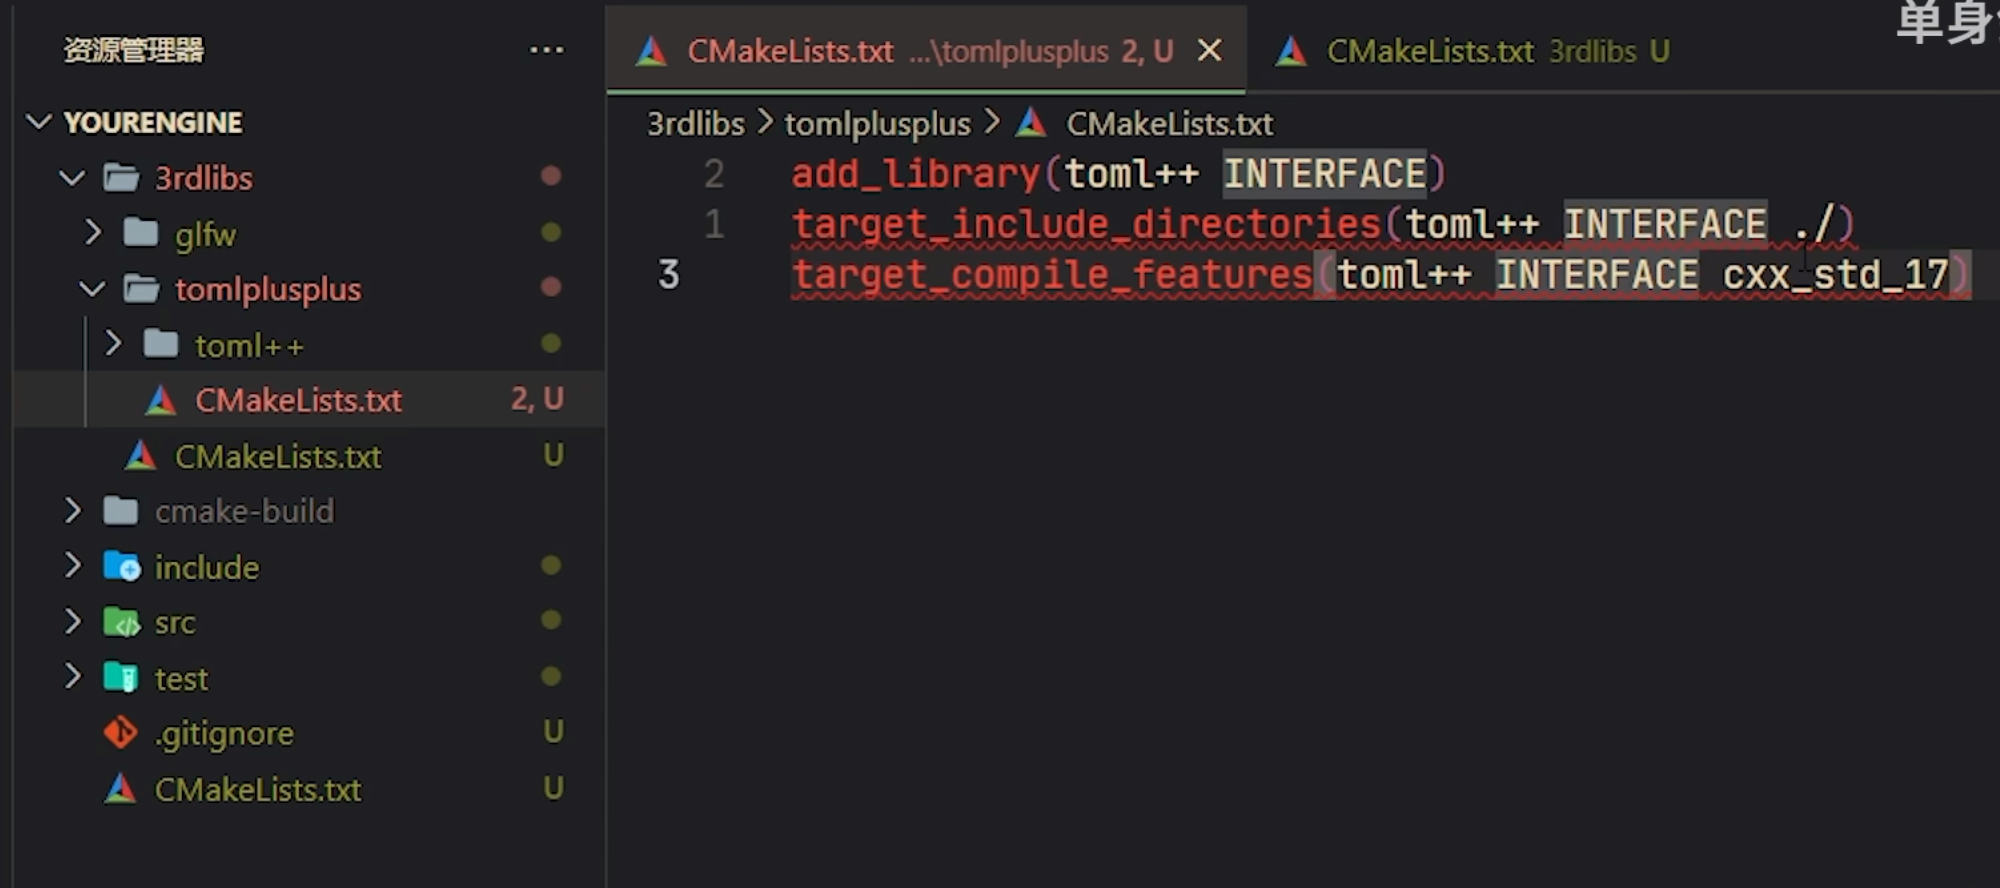 资源管理器 ...
YOURENGINE
3rdlibs
glfw
tomlplusplus
toml++
CMakeLists.txt 2, U
CMakeLists.txt U
cmake-build
include
src
test
.gitignore U
CMakeLists.txt U
CMakeLists.txt ...\tomlplusplus 2, U
CMakeLists.txt 3rdlibs U
单身
3rdlibs > tomlplusplus > CMakeLists.txt
2 add_library(toml++ INTERFACE)
1 target_include_directories(toml++ INTERFACE ./)
3 target_compile_features(toml++ INTERFACE cxx_std_17)